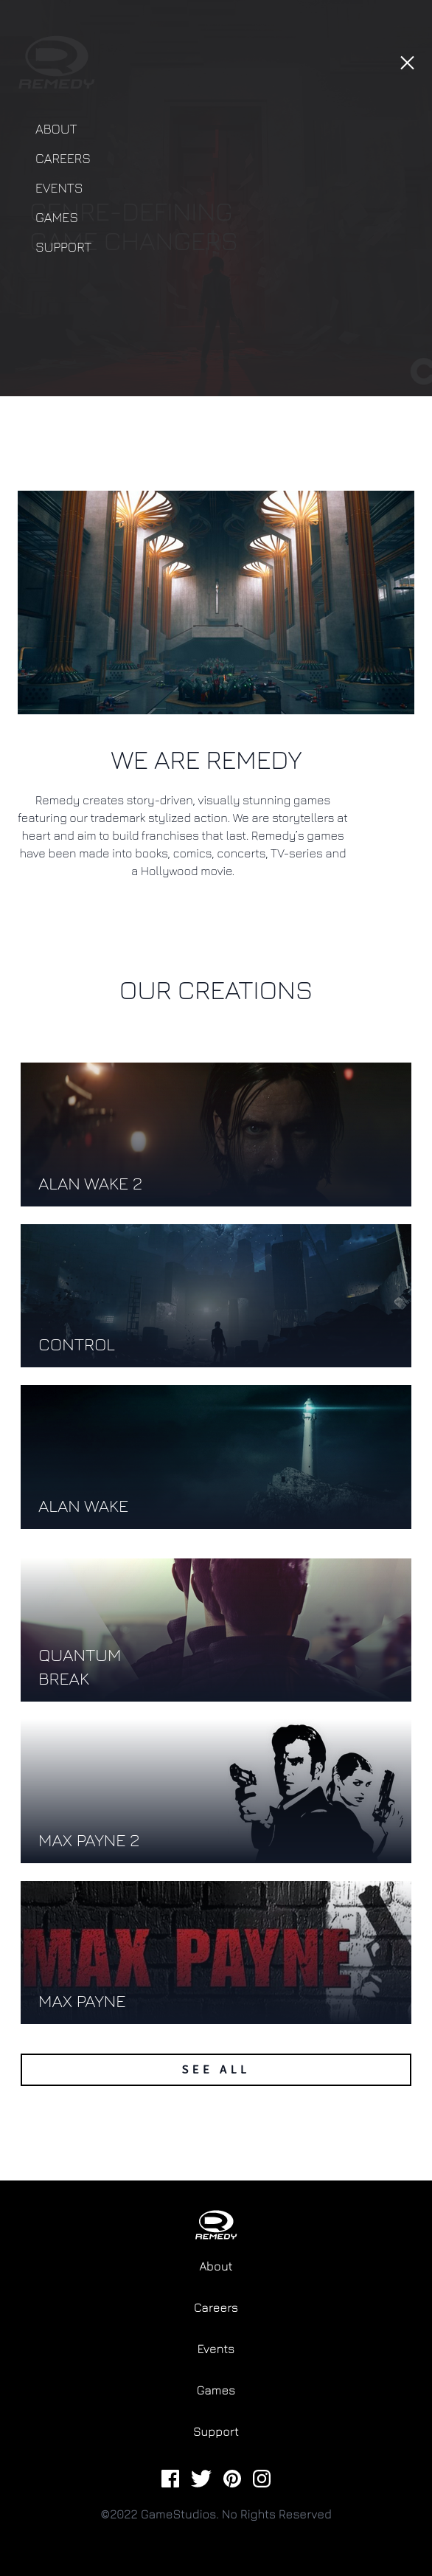 REMEDY
ABOUT
CAREERS
EVENTS
GENRE-DEFINING
GAMES
GAME CHANGERS
SUPPORT
WE ARE REMEDY
Remedy creates story-driven, visually stunning games
featuring our trademark stylized action. We are storytellers at
heart and aim to build franchises that last. Remedy's games
have been made into books, comics, concerts, TV-series and
a Hollywood movie.
OUR CREATIONS
ALAN WAKE 2
CONTROL
ALAN WAKE
QUANTUM
BREAK
MAX PAYNE 2
MAX PAYNE
MAX PAYNE
SEE ALL
REMEDY
About
Careers
Events
Games
Support
©2022 GameStudios. No Rights Reserved